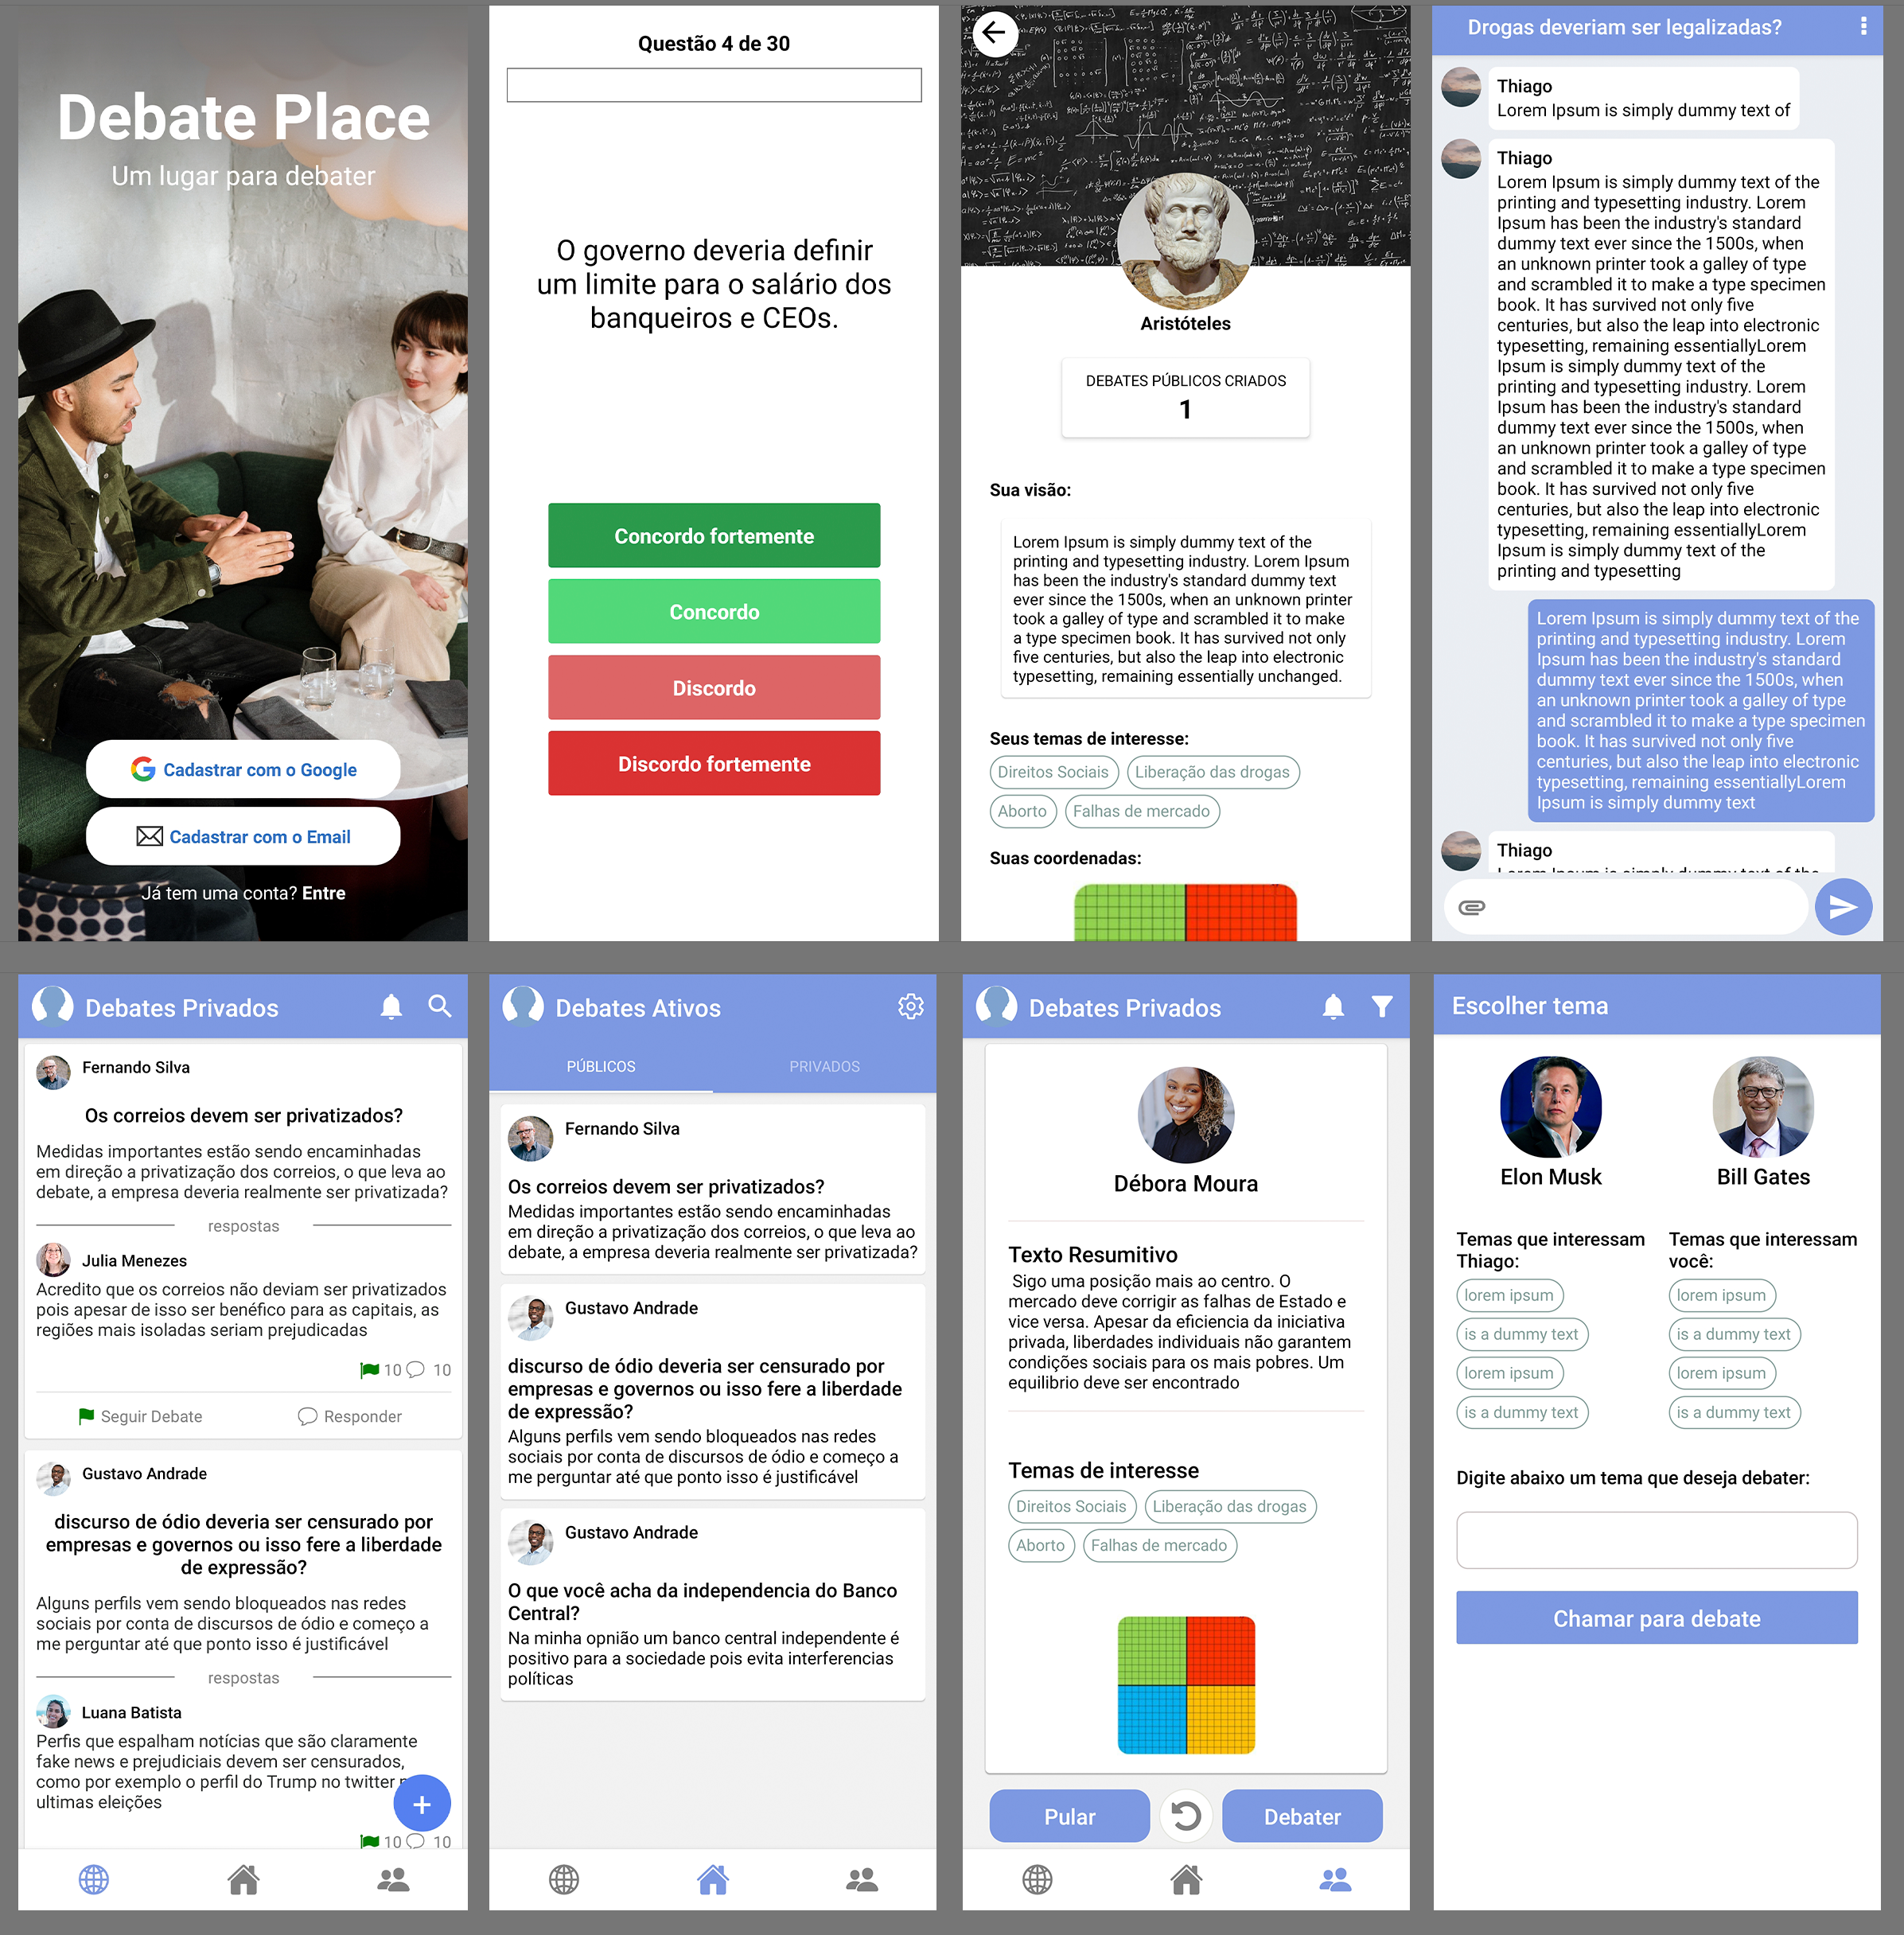 Debate Place
Um lugar para debater
Cadastrar com o Google
Cadastrar com o Email
Já tem uma conta? Entre
Questão 4 de 30
O governo deveria definir
um limite para o salário dos
banqueiros e CEOs.
Concordo fortemente
Concordo
Discordo
Discordo fortemente
Aristóteles
DEBATES PÚBLICOS CRIADOS
1
Sua visão:
Lorem Ipsum is simply dummy text of the
printing and typesetting industry. Lorem Ipsum
has been the industry's standard dummy text
ever since the 1500s, when an unknown printer
took a galley of type and scrambled it to make
a type specimen book. It has survived not only
five centuries, but also the leap into electronic
typesetting, remaining essentially unchanged.
Seus temas de interesse:
Direitos Sociais
Liberação das drogas
Aborto
Falhas de mercado
Suas coordenadas:
Drogas deveriam ser legalizadas?
Thiago
Lorem Ipsum is simply dummy text of
Thiago
Lorem Ipsum is simply dummy text of the
printing and typesetting industry. Lorem
Ipsum has been the industry's standard
dummy text ever since the 1500s, when
an unknown printer took a galley of type
and scrambled it to make a type specimen
book. It has survived not only five
centuries, but also the leap into electronic
typesetting, remaining essentiallyLorem
Ipsum is simply dummy text of the
printing and typesetting industry. Lorem
Ipsum has been the industry's standard
dummy text ever since the 1500s, when
an unknown printer took a galley of type
and scrambled it to make a type specimen
book. It has survived not only five
centuries, but also the leap into electronic
typesetting, remaining essentiallyLorem
Ipsum is simply dummy text of the
printing and typesetting
Lorem Ipsum is simply dummy text of the
printing and typesetting industry. Lorem
Ipsum has been the industry's standard
dummy text ever since the 1500s, when
an unknown printer took a galley of type
and scrambled it to make a type specimen
book. It has survived not only five
centuries, but also the leap into electronic
typesetting, remaining essentiallyLorem
Ipsum is simply dummy text
Thiago
Lorem Ipsum is simply dummy text of the
Debates Privados
Fernando Silva
Os correios devem ser privatizados?
Medidas importantes estão sendo encaminhadas
em direção a privatização dos correios, o que leva ao
debate, a empresa deveria realmente ser privatizada?
respostas
Julia Menezes
Acredito que os correios não deviam ser privatizados
pois apesar de isso ser benéfico para as capitais, as
regiões mais isoladas seriam prejudicadas
10 10
Seguir Debate
Responder
Gustavo Andrade
discurso de ódio deveria ser censurado por
empresas e governos ou isso fere a liberdade
de expressão?
Alguns perfils vem sendo bloqueados nas redes
sociais por conta de discursos de ódio e começo a
me perguntar até que ponto isso é justificável
respostas
Luana Batista
Perfis que espalham notícias que são claramente
fake news e prejudiciais devem ser censurados,
como por exemplo o perfil do Trump no twitter
ultimas eleições
+
10 10
Debates Ativos
PÚBLICOS
PRIVADOS
Fernando Silva
Os correios devem ser privatizados?
Medidas importantes estão sendo encaminhadas
em direção a privatização dos correios, o que leva ao
debate, a empresa deveria realmente ser privatizada?
Gustavo Andrade
discurso de ódio deveria ser censurado por
empresas e governos ou isso fere a liberdade
de expressão?
Alguns perfils vem sendo bloqueados nas redes
sociais por conta de discursos de ódio e começo a
me perguntar até que ponto isso é justificável
Gustavo Andrade
O que você acha da independencia do Banco
Central?
Na minha opnião um banco central independente é
positivo para a sociedade pois evita interferencias
políticas
Debates Privados
Débora Moura
Texto Resumitivo
Sigo uma posição mais ao centro. O
mercado deve corrigir as falhas de Estado e
vice versa. Apesar da eficiencia da iniciativa
privada, liberdades individuais não garantem
condições sociais para os mais pobres. Um
equilibrio deve ser encontrado
Temas de interesse
Direitos Sociais
Liberação das drogas
Aborto
Falhas de mercado
Pular
Debater
Escolher tema
Elon Musk
Bill Gates
Temas que interessam
Thiago:
lorem ipsum
is a dummy text
lorem ipsum
is a dummy text
Temas que interessam
você:
lorem ipsum
is a dummy text
lorem ipsum
is a dummy text
Digite abaixo um tema que deseja debater:
Chamar para debate